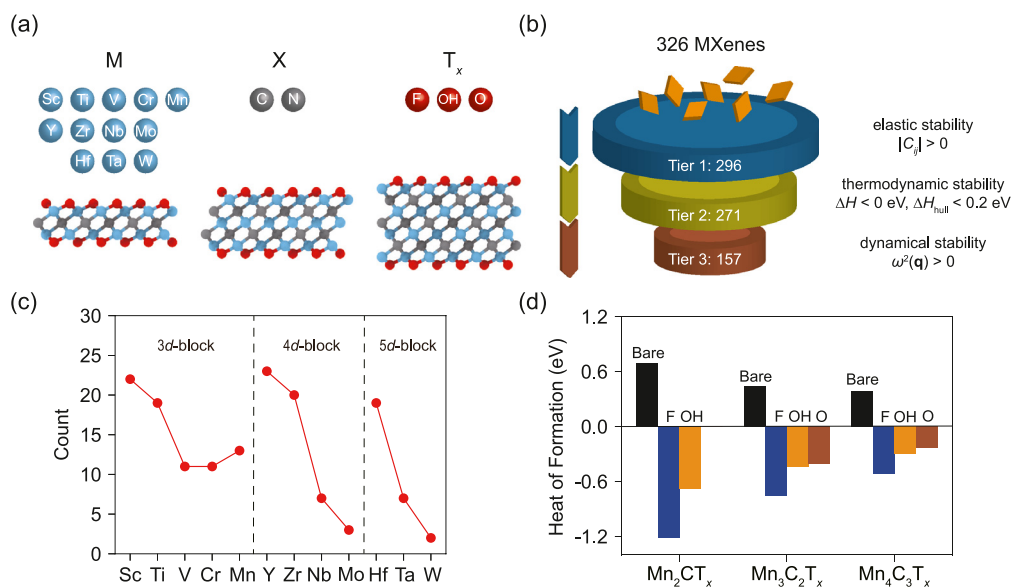 (a)
M
X
Tₓ
Sc Ti V Cr Mn
C N
F OH O
Y Zr Nb Mo
Hf Ta W
(b)
326 MXenes
Tier 1: 296
Tier 2: 271
Tier 3: 157
elastic stability
|Cᵢⱼ| > 0
thermodynamic stability
ΔH < 0 eV, ΔH_hull < 0.2 eV
dynamical stability
ω²(q) > 0
(c)
30
25
20
15
10
5
0
Count
3d-block
4d-block
5d-block
Sc Ti V Cr Mn Y Zr Nb Mo Hf Ta W
(d)
1.2
0.6
0.0
-0.6
-1.2
Heat of Formation (eV)
Bare
F OH
Bare
F OH O
Bare
F OH O
Mn₂CTₓ
Mn₃C₂Tₓ
Mn₄C₃Tₓ